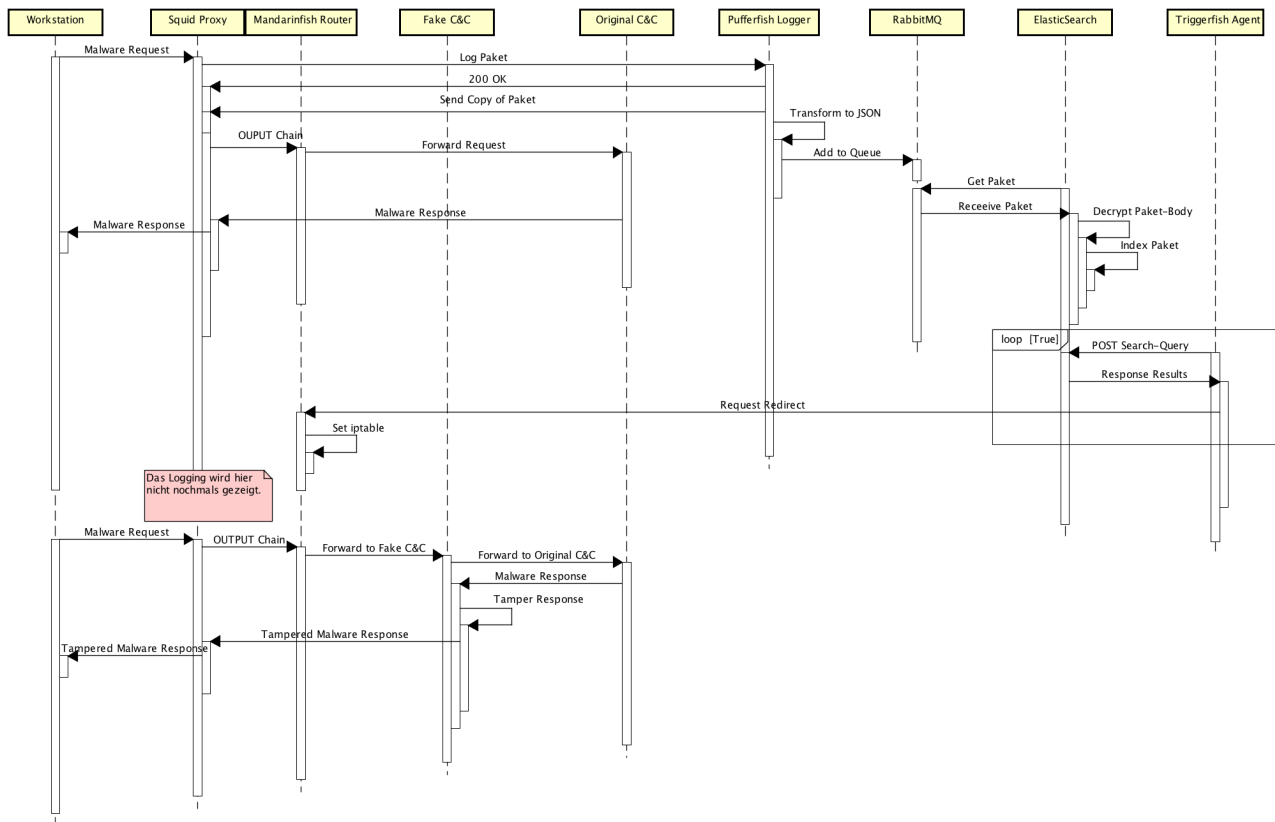 Workstation
Squid Proxy
Mandarinfish Router
Fake C&C
Original C&C
Pufferfish Logger
RabbitMQ
ElasticSearch
Triggerfish Agent
Malware Request
Log Paket
200 OK
Send Copy of Paket
Transform to JSON
OUPUT Chain
Forward Request
Add to Queue
Get Paket
Receeive Paket
Decrypt Paket-Body
Malware Response
Malware Response
Index Paket
loop [True]
POST Search-Query
Response Results
Request Redirect
Set iptable
Das Logging wird hier
nicht nochmals gezeigt.
Malware Request
OUTPUT Chain
Forward to Fake C&C
Forward to Original C&C
Malware Response
Tamper Response
Tampered Malware Response
Tampered Malware Response